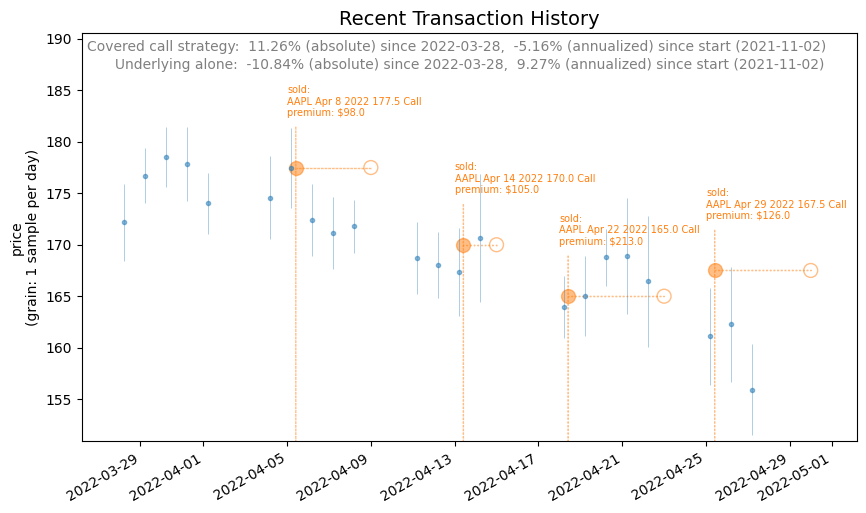 Recent Transaction History
Covered call strategy:  11.26% (absolute) since 2022-03-28,  -5.16% (annualized) since start (2021-11-02)
Underlying alone:  -10.84% (absolute) since 2022-03-28,  9.27% (annualized) since start (2021-11-02)
price
(grain: 1 sample per day)
190
185
180
175
170
165
160
155
sold:
AAPL Apr 8 2022 177.5 Call
premium: $98.0
sold:
AAPL Apr 14 2022 170.0 Call
premium: $105.0
sold:
AAPL Apr 22 2022 165.0 Call
premium: $213.0
sold:
AAPL Apr 29 2022 167.5 Call
premium: $126.0
2022-03-29
2022-04-01
2022-04-05
2022-04-09
2022-04-13
2022-04-17
2022-04-21
2022-04-25
2022-04-29
2022-05-01